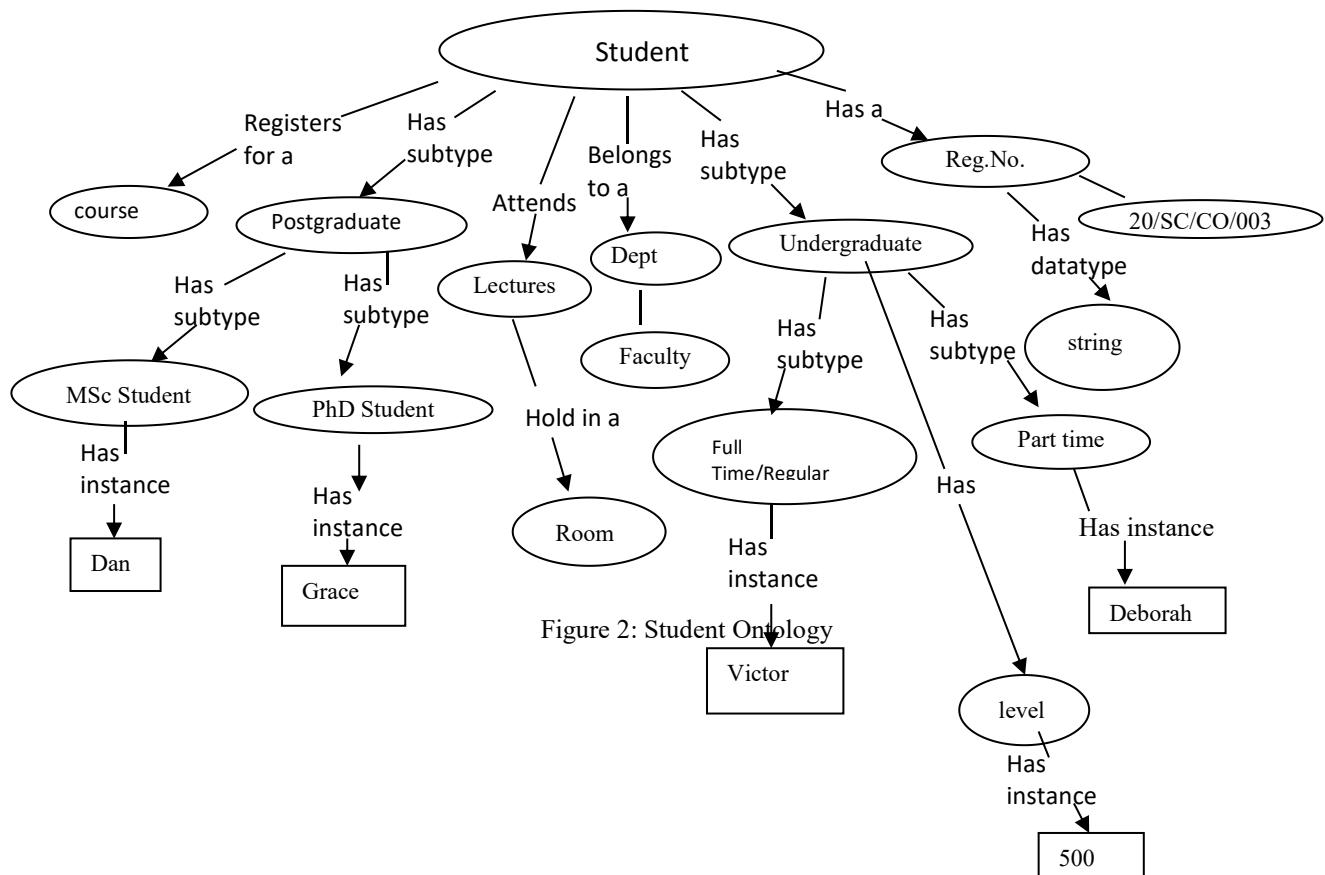 Student
Has a
Registers
for a
Has
subtype
Belongs
to a
Has
subtype
Reg.No.
course
Postgraduate
Attends
Undergraduate
20/SC/CO/003
Has
datatype
Dept
Lectures
Has
subtype
Has
subtype
Has
subtype
Has
subtype
string
Faculty
MSc Student
PhD Student
Hold in a
Full
Time/Regular
Part time
Has
instance
Has
Has
instance
Room
Has instance
Has
instance
Dan
Grace
Deborah
Figure 2: Student Ontology
Victor
level
Has
instance
500